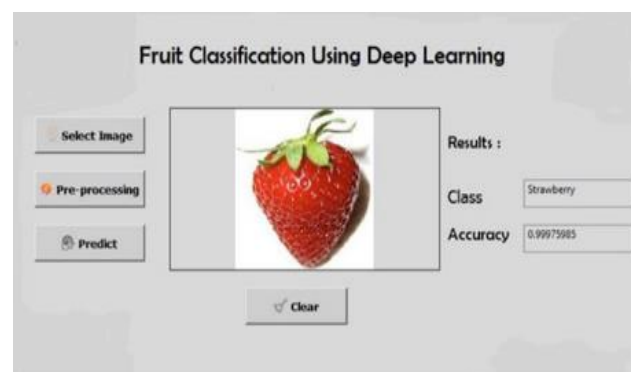 Fruit Classification Using Deep Learning
Select Image
Pre-processing
Predict
Results :
Class
Strawberry
Accuracy
0.99975985
Clear